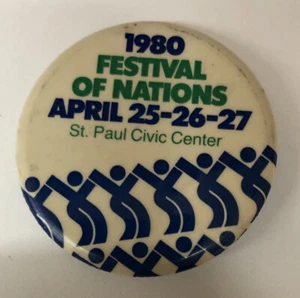 1980
FESTIVAL
OF NATIONS
APRIL 25-26-27
St. Paul Civic Center